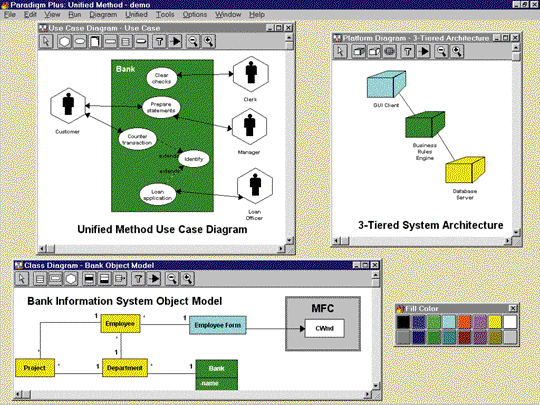 Paradigm Plus: Unified Method - demo
File Edit View Run Diagram Unified Tools Options Window Help
Use Case Diagram - Use Case
Bank
Clear
checks
Clerk
Prepare
statements
Customer
Counter
transaction
Manager
extends
Identify
extends
Loan
application
Loan
Officer
Unified Method Use Case Diagram
Platform Diagram - 3-Tiered Architecture
GUI Client
Business
Rules
Engine
Database
Server
3-Tiered System Architecture
Class Diagram - Bank Object Model
Bank Information System Object Model
MFC
1 * 1
Employee
Employee Form
CWnd
* * 1
Project
* 1
Department
* 1
Bank
name
Fill Color